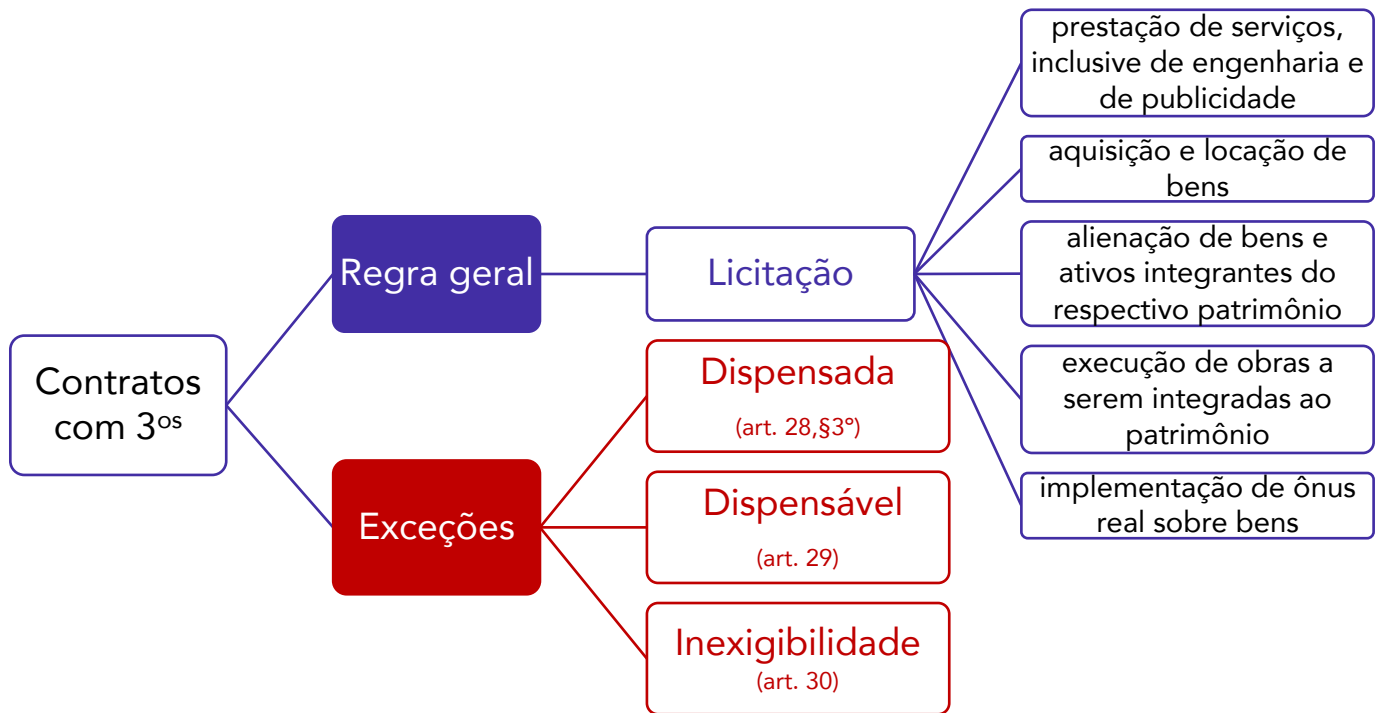 Contratos
com 3ºs
Regra geral
Exceções
Licitação
Dispensada
(art. 28,§3º)
Dispensável
(art. 29)
Inexigibilidade
(art. 30)
prestação de serviços,
inclusive de engenharia e
de publicidade
aquisição e locação de
bens
alienação de bens e
ativos integrantes do
respectivo patrimônio
execução de obras a
serem integradas ao
patrimônio
implementação de ônus
real sobre bens